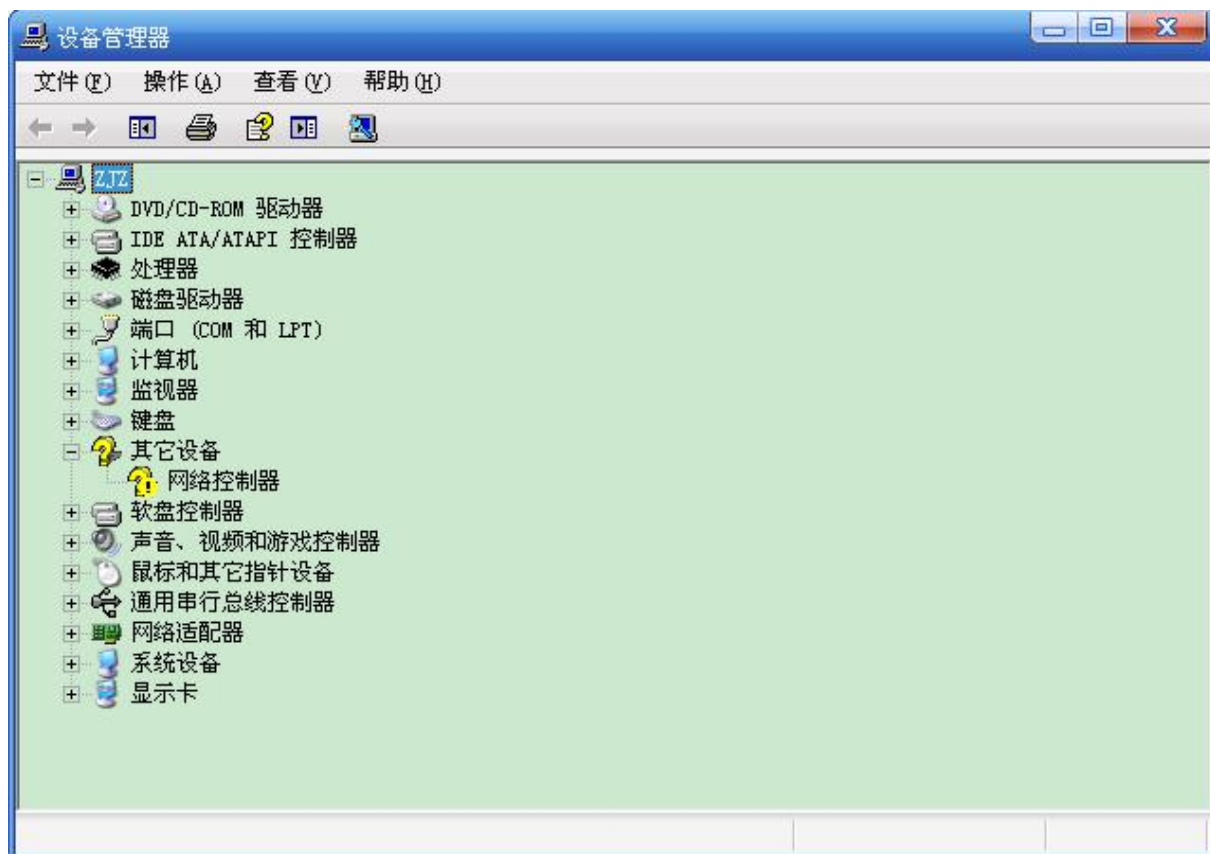 设备管理器
文件(F) 操作(A) 查看(V) 帮助(H)
ZJZ
DVD/CD-ROM 驱动器
IDE ATA/ATAPI 控制器
处理器
磁盘驱动器
端口 (COM 和 LPT)
计算机
监视器
键盘
其它设备
网络控制器
软盘控制器
声音、视频和游戏控制器
鼠标和其它指针设备
通用串行总线控制器
网络适配器
系统设备
显示卡